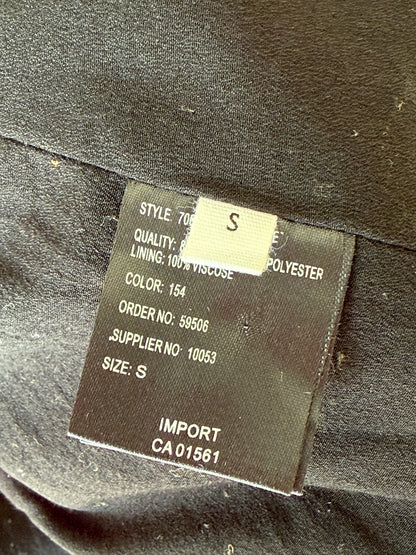 S
STYLE
QUALITY: POLYESTER
LINING: 100% VISCOSE
COLOR: 154
ORDER NO: 59506
SUPPLIER NO: 10053
SIZE: S
IMPORT
CA 01561